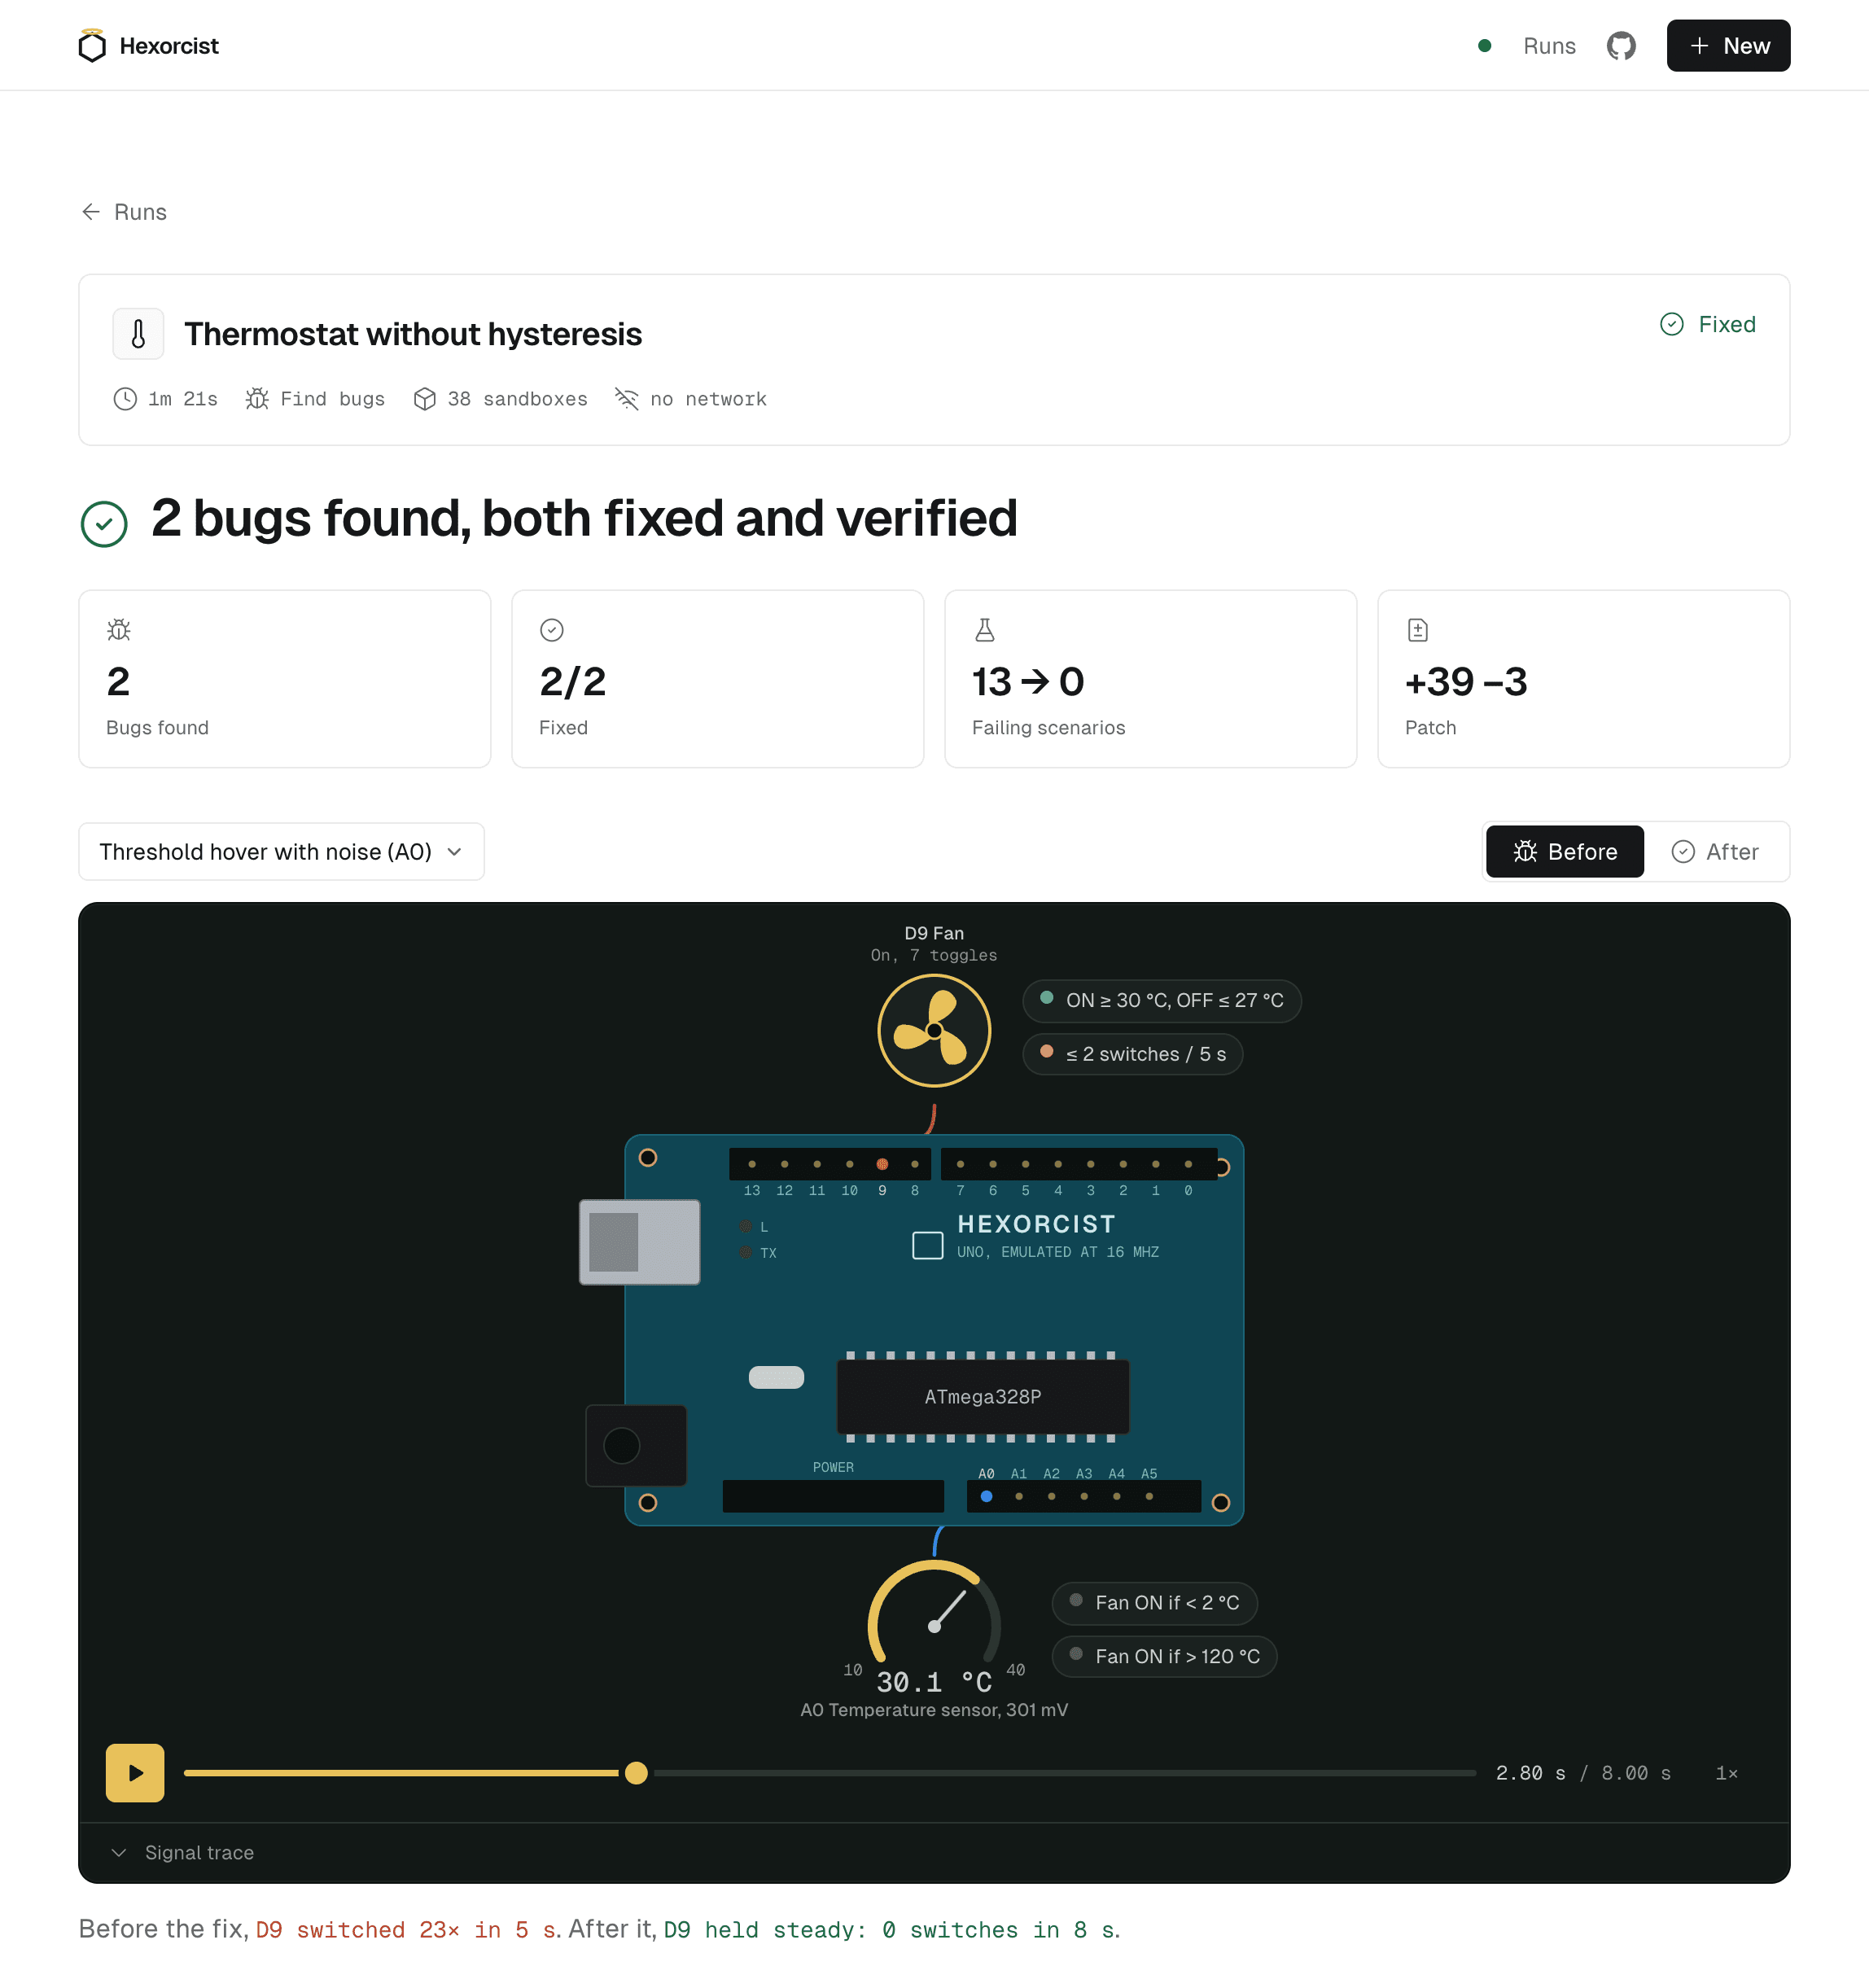 Hexorcist
Runs
New
Runs
Thermostat without hysteresis
Fixed
1m 21s Find bugs 38 sandboxes no network
2 bugs found, both fixed and verified
2
Bugs found
2/2
Fixed
13 → 0
Failing scenarios
+39 −3
Patch
Threshold hover with noise (A0)
Before After
D9 Fan
On, 7 toggles
ON ≥ 30 °C, OFF ≤ 27 °C
≤ 2 switches / 5 s
13 12 11 10 9 8 7 6 5 4 3 2 1 0
L
TX
HEXORCIST
UNO, EMULATED AT 16 MHZ
ATmega328P
POWER
A0 A1 A2 A3 A4 A5
Fan ON if < 2 °C
Fan ON if > 120 °C
10 30.1 °C 40
A0 Temperature sensor, 301 mV
2.80 s / 8.00 s 1×
Signal trace
Before the fix, D9 switched 23× in 5 s. After it, D9 held steady: 0 switches in 8 s.